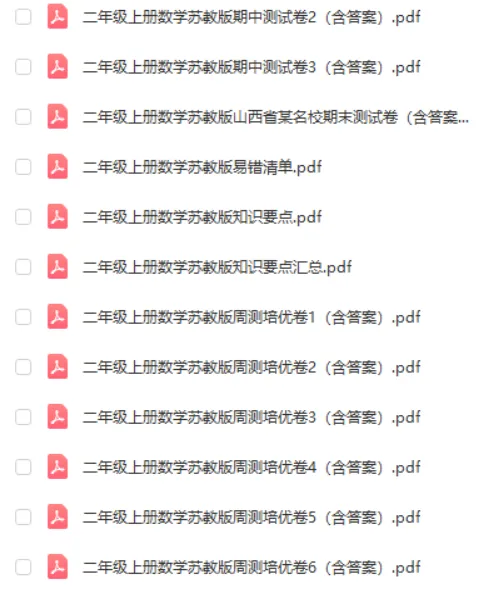 二年级上册数学苏教版期中测试卷2（含答案）.pdf
二年级上册数学苏教版期中测试卷3（含答案）.pdf
二年级上册数学苏教版山西省某名校期末测试卷（含答案...
二年级上册数学苏教版易错清单.pdf
二年级上册数学苏教版知识要点.pdf
二年级上册数学苏教版知识要点汇总.pdf
二年级上册数学苏教版周测培优卷1（含答案）.pdf
二年级上册数学苏教版周测培优卷2（含答案）.pdf
二年级上册数学苏教版周测培优卷3（含答案）.pdf
二年级上册数学苏教版周测培优卷4（含答案）.pdf
二年级上册数学苏教版周测培优卷5（含答案）.pdf
二年级上册数学苏教版周测培优卷6（含答案）.pdf